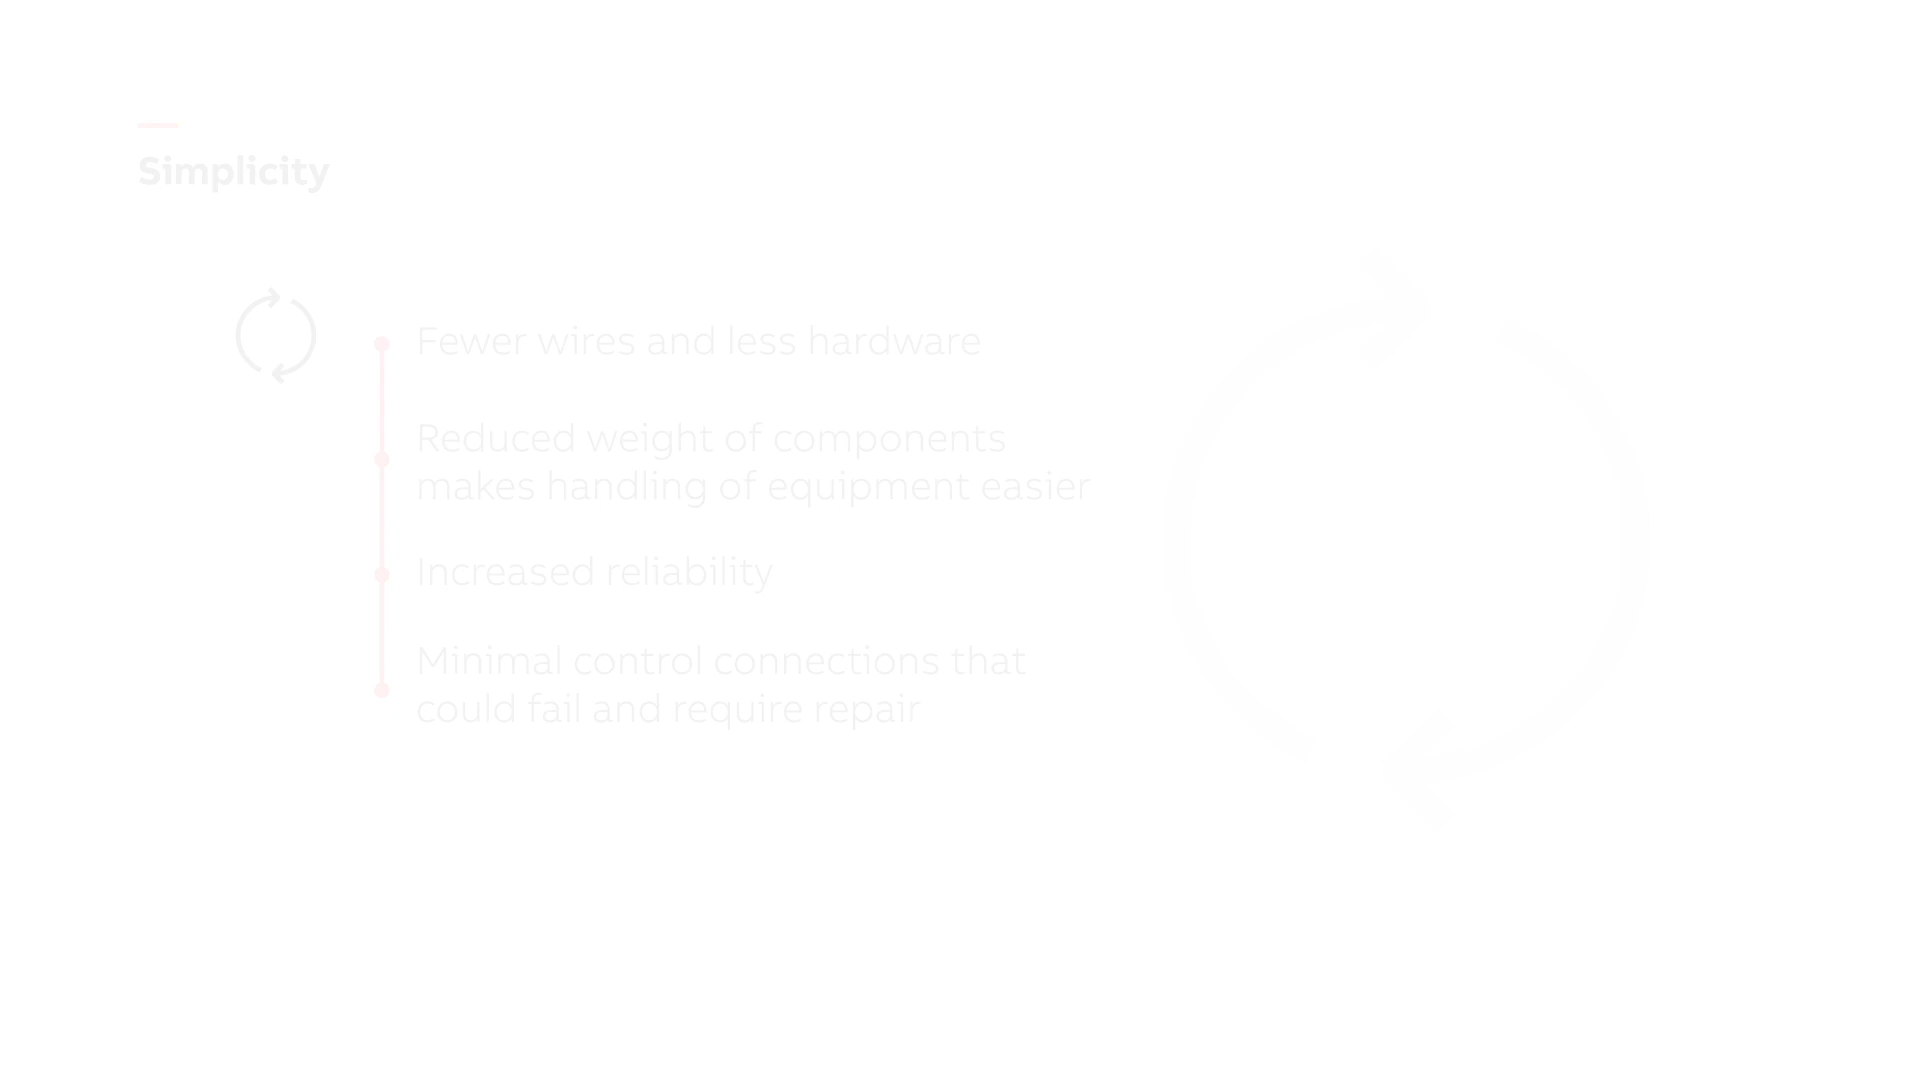 Simplicity
Fewer wires and less hardware
Reduced weight of components
makes handling of equipment easier
Increased reliability
Minimal control connections that
could fail and require repair